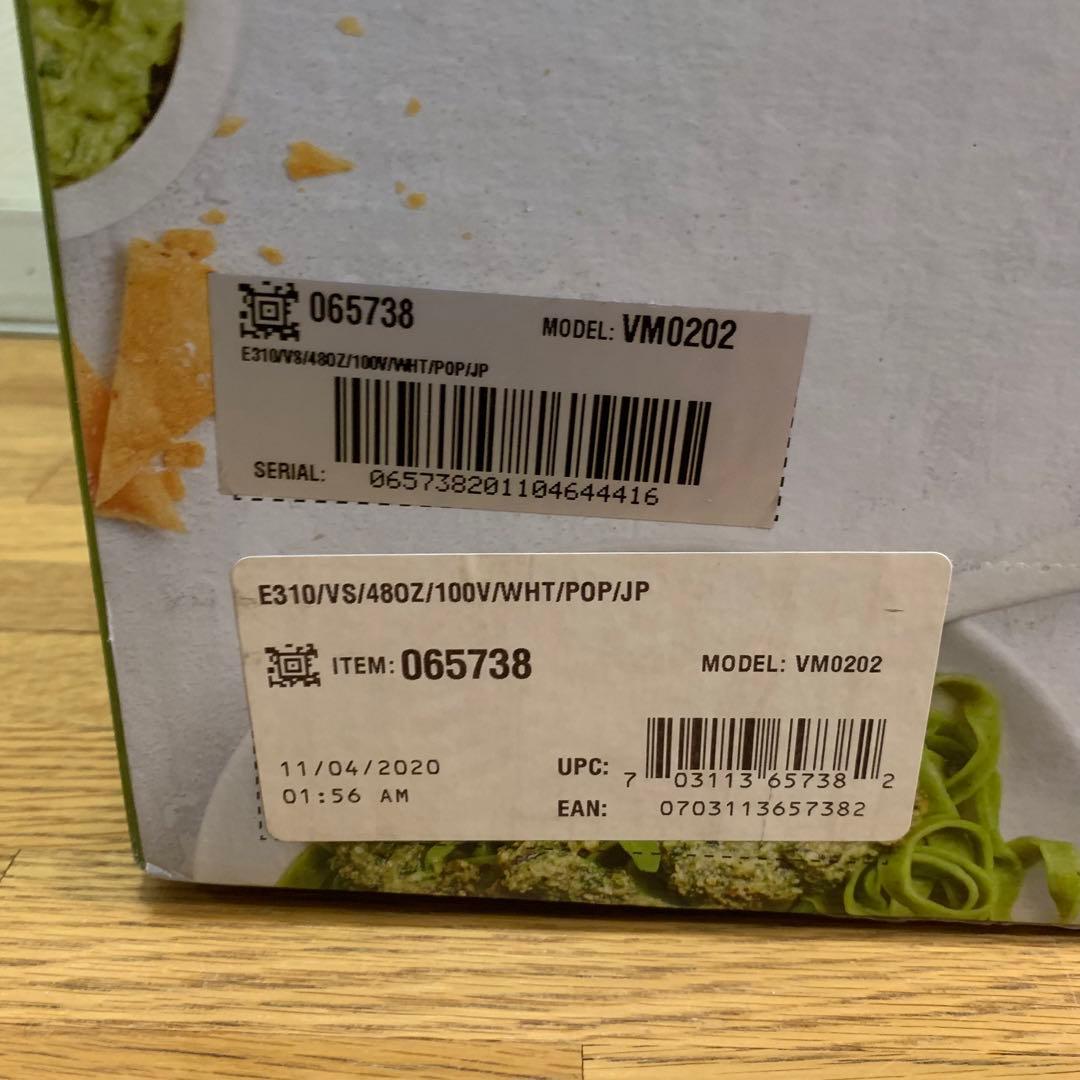 065738 MODEL: VM0202
E310/VS/48OZ/100V/WHT/POP/JP
SERIAL: 065738201104644416
E310/VS/48OZ/100V/WHT/POP/JP
ITEM: 065738 MODEL: VM0202
11/04/2020
01:56 AM
UPC: 7 03113 65738 2
EAN: 0703113657382